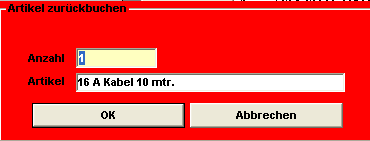 Artikel zurückbuchen
Anzahl 1
Artikel 16 A Kabel 10 mtr.
OK Abbrechen